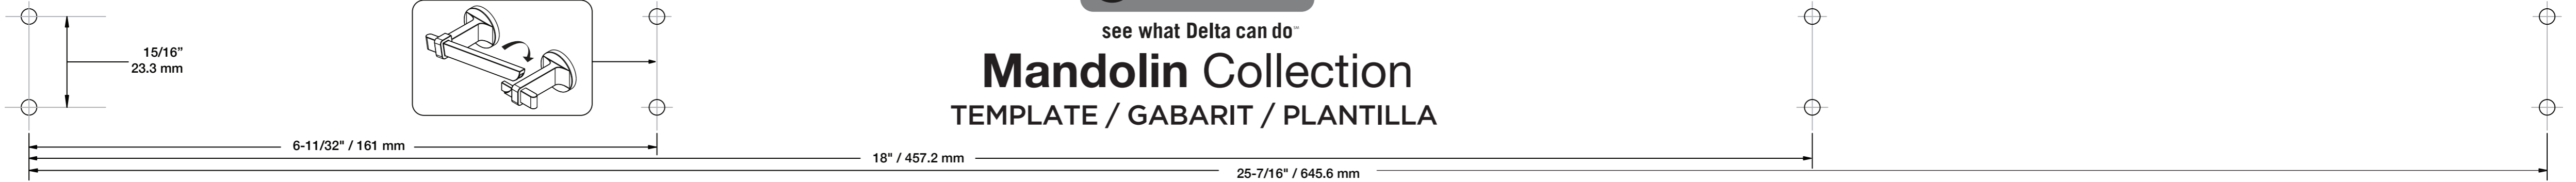 see what Delta can do℠
15/16”
23.3 mm
Mandolin Collection
TEMPLATE / GABARIT / PLANTILLA
6-11/32" / 161 mm
18" / 457.2 mm
25-7/16" / 645.6 mm